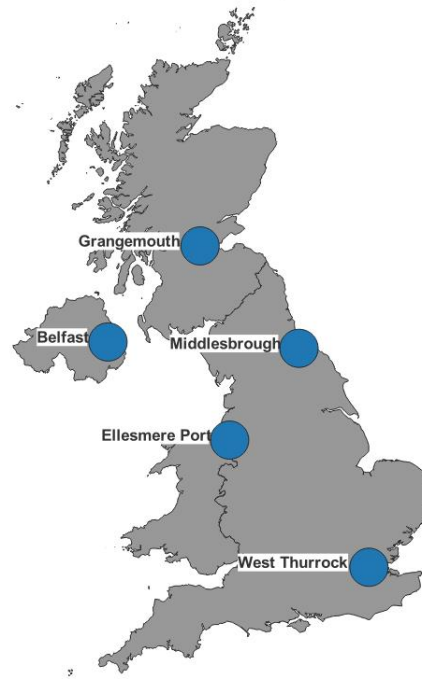 Grangemouth
Belfast
Middlesbrough
Ellesmere Port
West Thurrock